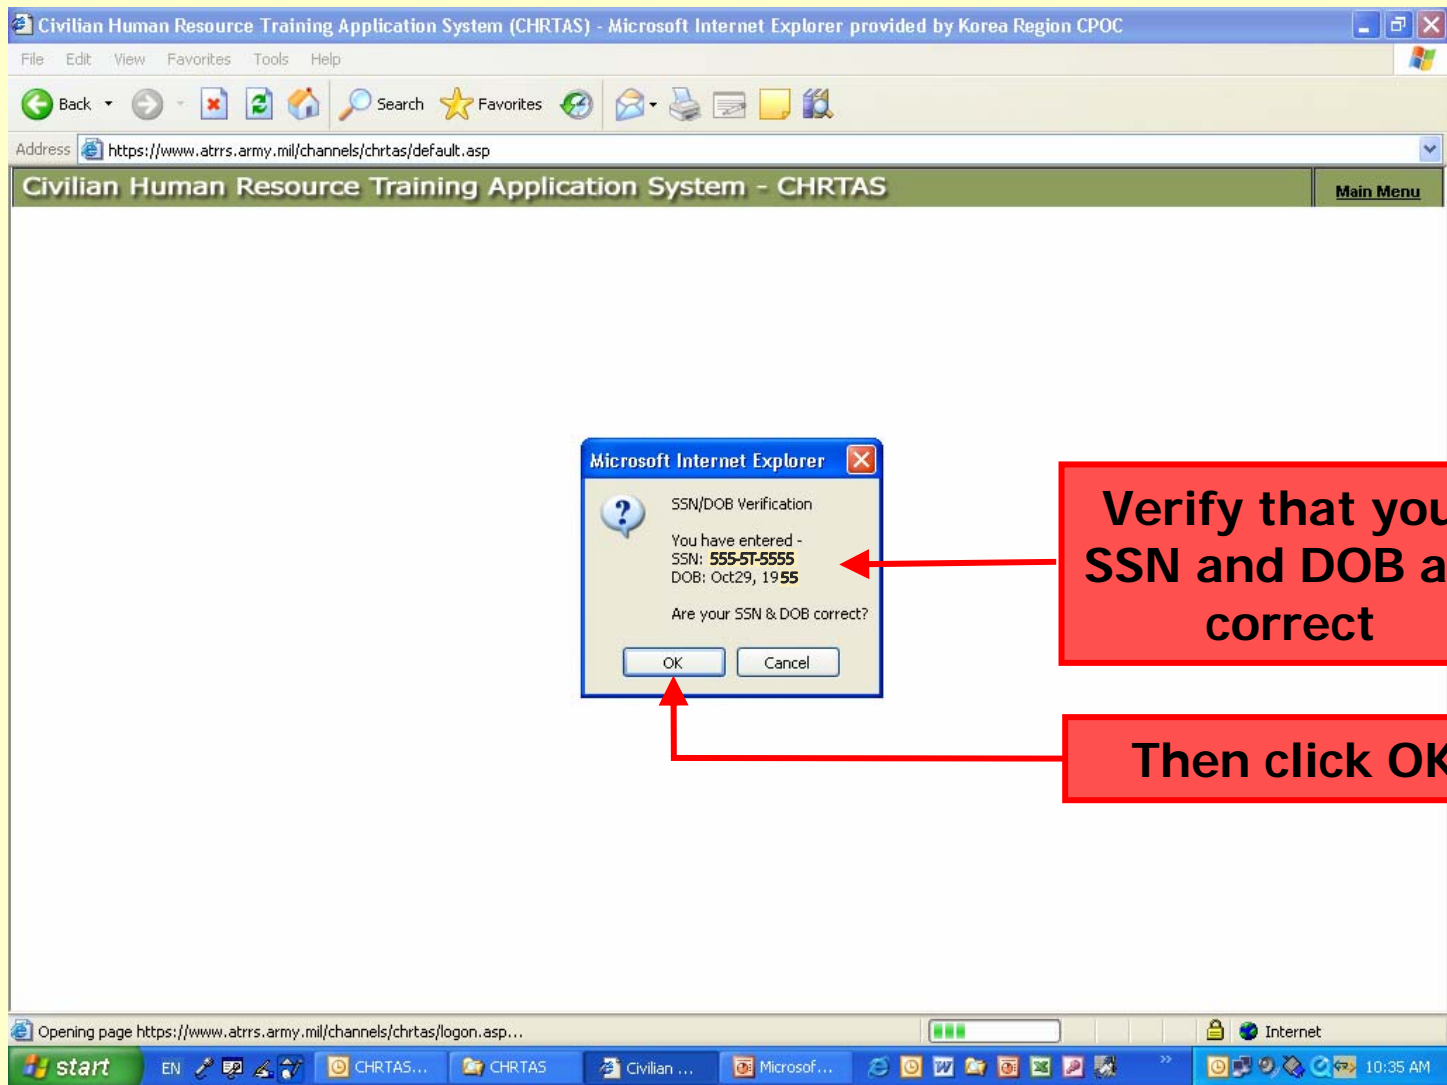 Civilian Human Resource Training Application System (CHRTAS) - Microsoft Internet Explorer provided by Korea Region CPOC
File Edit View Favorites Tools Help
Back Search Favorites
Address https://www.atrrs.army.mil/channels/chrtas/default.asp
Civilian Human Resource Training Application System - CHRTAS
Main Menu
Microsoft Internet Explorer
SSN/DOB Verification
You have entered -
SSN: 555-5T-5555
DOB: Oct29, 1955
Are your SSN & DOB correct?
OK Cancel
Verify that you
SSN and DOB a
correct
Then click OK
Opening page https://www.atrrs.army.mil/channels/chrtas/logon.asp...
Internet
start EN CHRTAS... CHRTAS Civilian ... Microsof... W » 10:35 AM